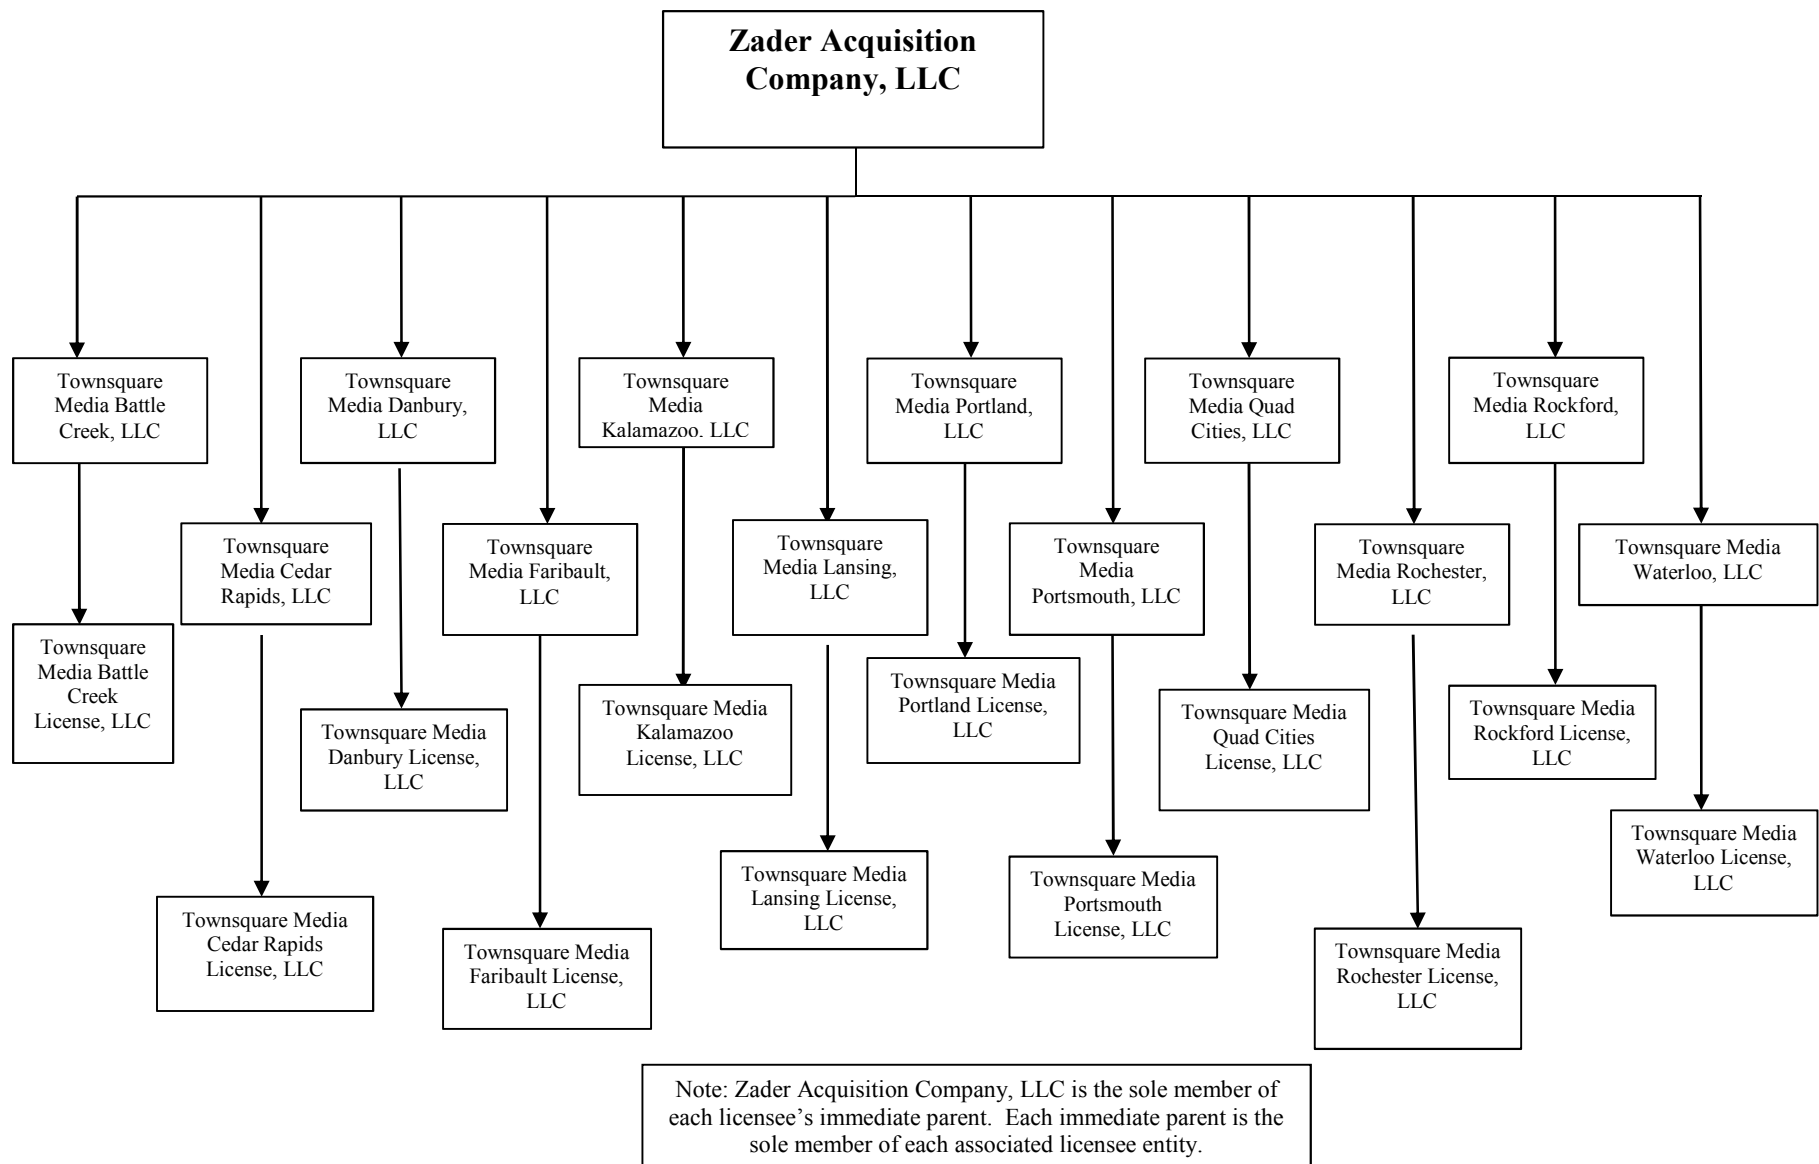 Zader Acquisition
Company, LLC
Townsquare
Media Battle
Creek, LLC
Townsquare
Media Danbury,
LLC
Townsquare
Media
Kalamazoo. LLC
Townsquare
Media Portland,
LLC
Townsquare
Media Quad
Cities, LLC
Townsquare
Media Rockford,
LLC
Townsquare
Media Cedar
Rapids, LLC
Townsquare
Media Faribault,
LLC
Townsquare
Media Lansing,
LLC
Townsquare
Media
Portsmouth, LLC
Townsquare
Media Rochester,
LLC
Townsquare Media
Waterloo, LLC
Townsquare
Media Battle
Creek
License, LLC
Townsquare Media
Danbury License,
LLC
Townsquare Media
Kalamazoo
License, LLC
Townsquare Media
Portland License,
LLC
Townsquare Media
Quad Cities
License, LLC
Townsquare Media
Rockford License,
LLC
Townsquare Media
Cedar Rapids
License, LLC
Townsquare Media
Faribault License,
LLC
Townsquare Media
Lansing License,
LLC
Townsquare Media
Portsmouth
License, LLC
Townsquare Media
Rochester License,
LLC
Townsquare Media
Waterloo License,
LLC
Note: Zader Acquisition Company, LLC is the sole member of
each licensee’s immediate parent.  Each immediate parent is the
sole member of each associated licensee entity.